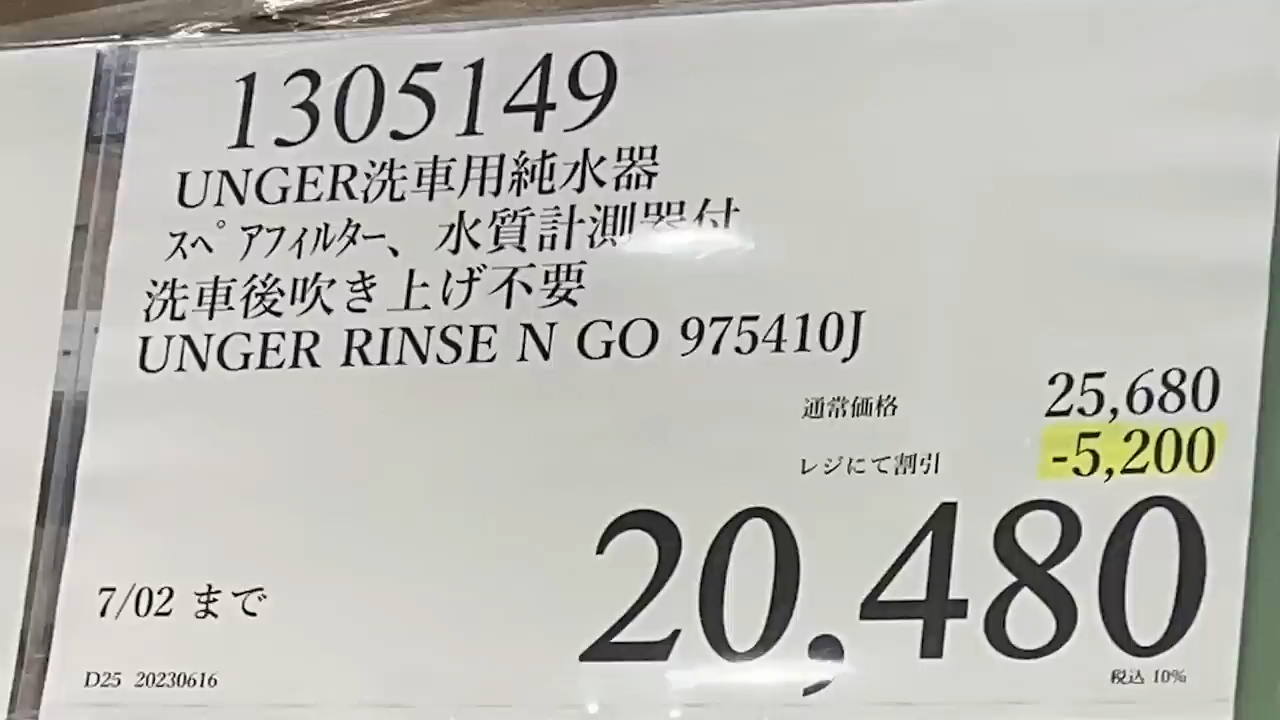 1305149
UNGER洗車用純水器
ｽﾍﾟｱﾌｨﾙﾀｰ、水質計測器付
洗車後吹き上げ不要
UNGER RINSE N GO 975410J
通常価格 25,680
レジにて割引 -5,200
20,480
7/02 まで
税込 10%
D25 20230616